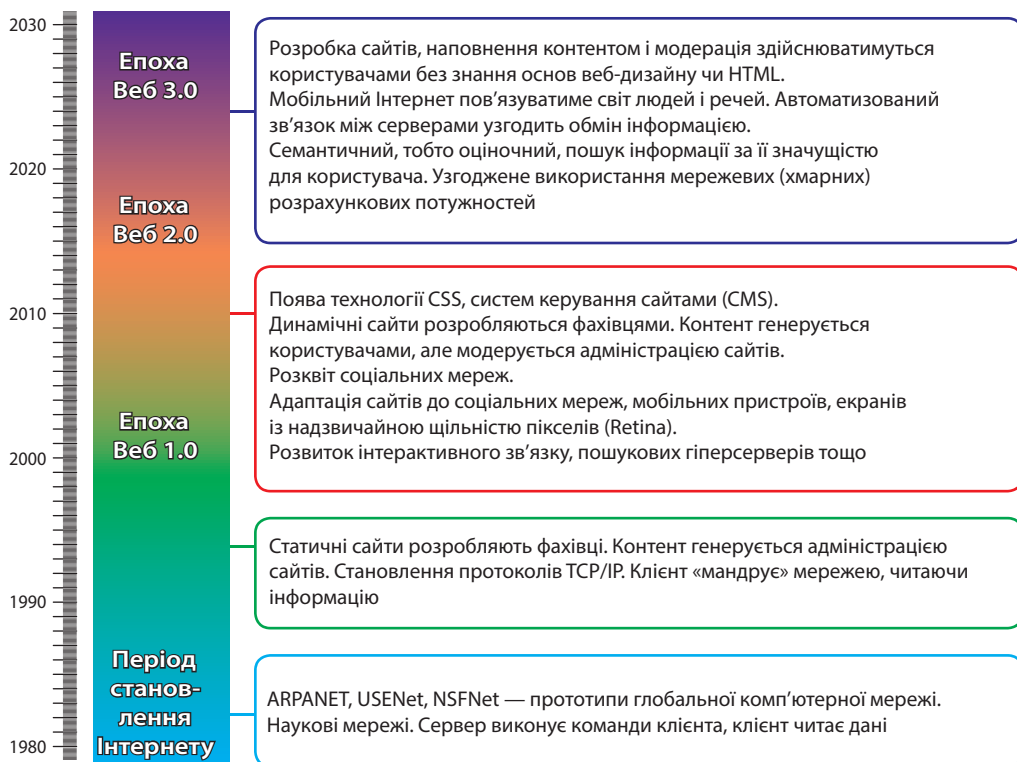 2030
Епоха
Веб 3.0
Розробка сайтів, наповнення контентом і модерація здійснюватимуться
користувачами без знання основ веб-дизайну чи HTML.
Мобільний Інтернет пов’язуватиме світ людей і речей. Автоматизований
зв’язок між серверами узгодить обмін інформацією.
Семантичний, тобто оціночний, пошук інформації за її значущістю
для користувача. Узгоджене використання мережевих (хмарних)
розрахункових потужностей
2020
Епоха
Веб 2.0
Поява технології CSS, систем керування сайтами (CMS).
Динамічні сайти розробляються фахівцями. Контент генерується
користувачами, але модерується адміністрацією сайтів.
Розквіт соціальних мереж.
Адаптація сайтів до соціальних мереж, мобільних пристроїв, екранів
із надзвичайною щільністю пікселів (Retina).
Розвиток інтерактивного зв’язку, пошукових гіперсерверів тощо
2010
Епоха
Веб 1.0
2000
Статичні сайти розробляють фахівці. Контент генерується адміністрацією
сайтів. Становлення протоколів TCP/IP. Клієнт «мандрує» мережею, читаючи
інформацію
1990
Період
станов-
лення
Інтернету
ARPANET, USENet, NSFNet — прототипи глобальної комп’ютерної мережі.
Наукові мережі. Сервер виконує команди клієнта, клієнт читає дані
1980